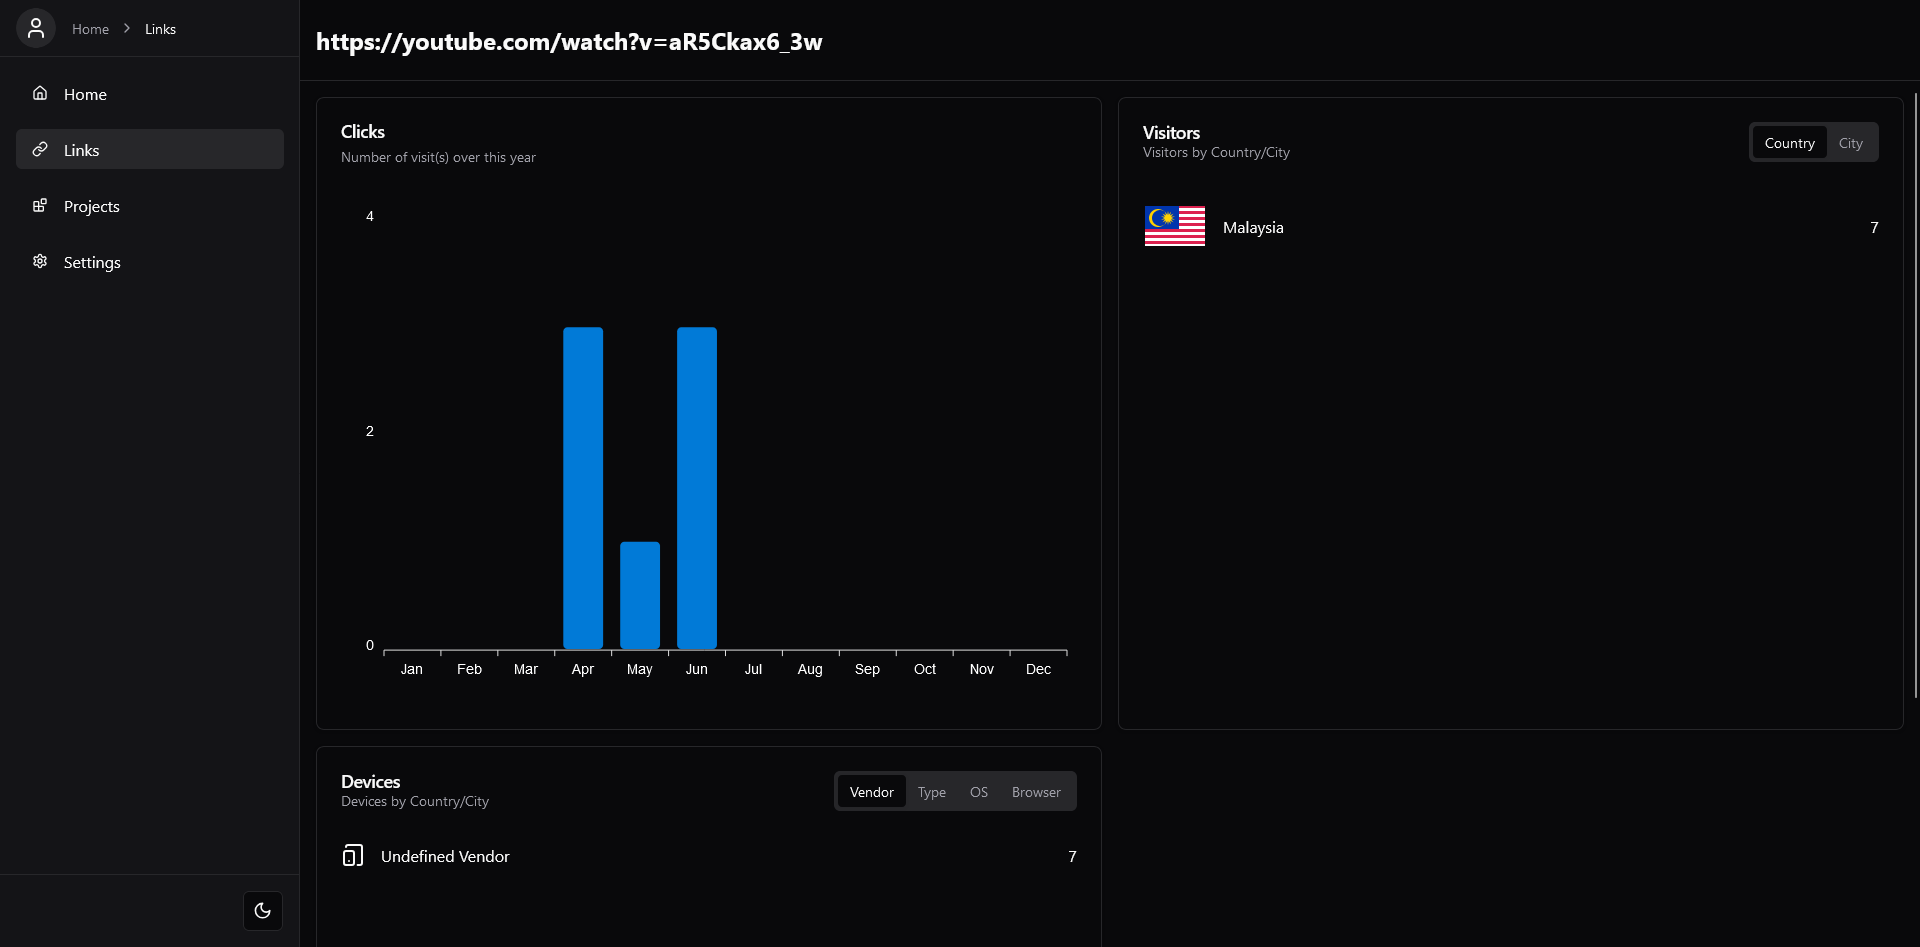 Home > Links
Home
Links
Projects
Settings
https://youtube.com/watch?v=aR5Ckax6_3w
Clicks
Number of visit(s) over this year
4
2
0
Jan Feb Mar Apr May Jun Jul Aug Sep Oct Nov Dec
Visitors
Visitors by Country/City
Country City
Malaysia 7
Devices
Devices by Country/City
Vendor Type OS Browser
Undefined Vendor 7